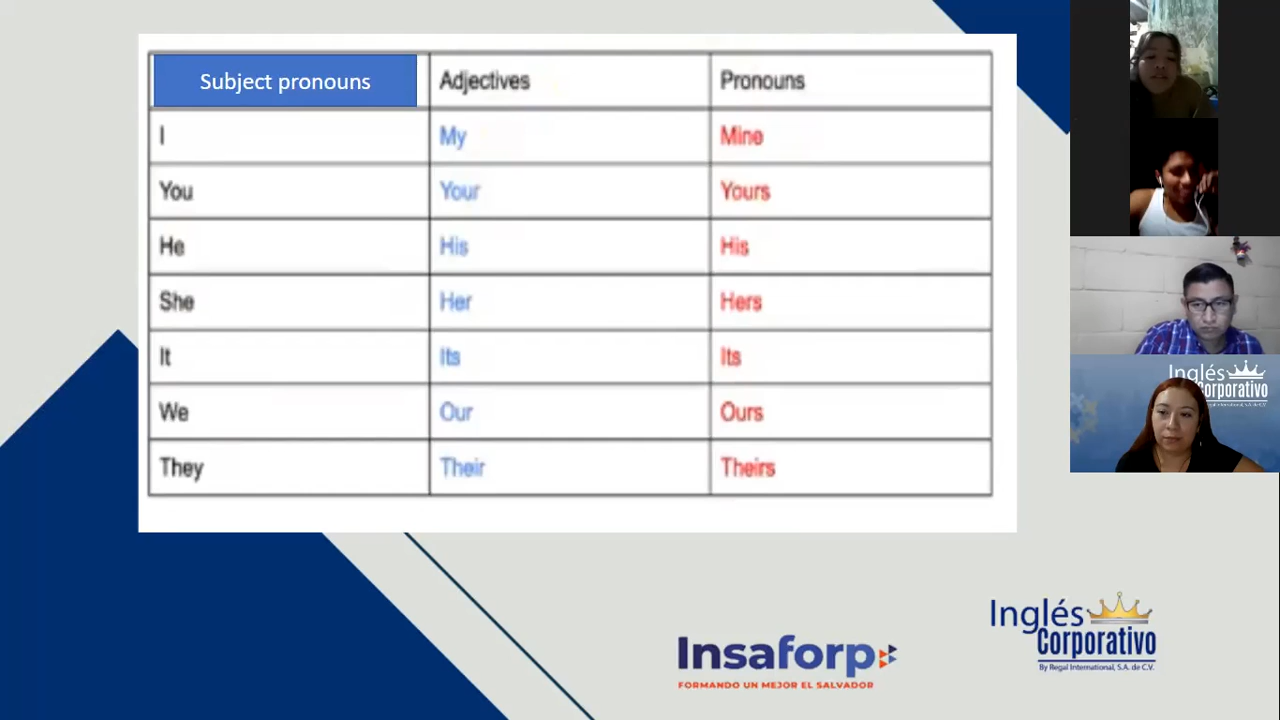 Subject pronouns Adjectives Pronouns
I My Mine
You Your Yours
He His His
She Her Hers
It Its Its
We Our Ours
They Their Theirs
Insaforp
FORMANDO UN MEJOR EL SALVADOR
Inglés
Corporativo
By Regal International, S.A. de C.V.
Inglés
Corporativo